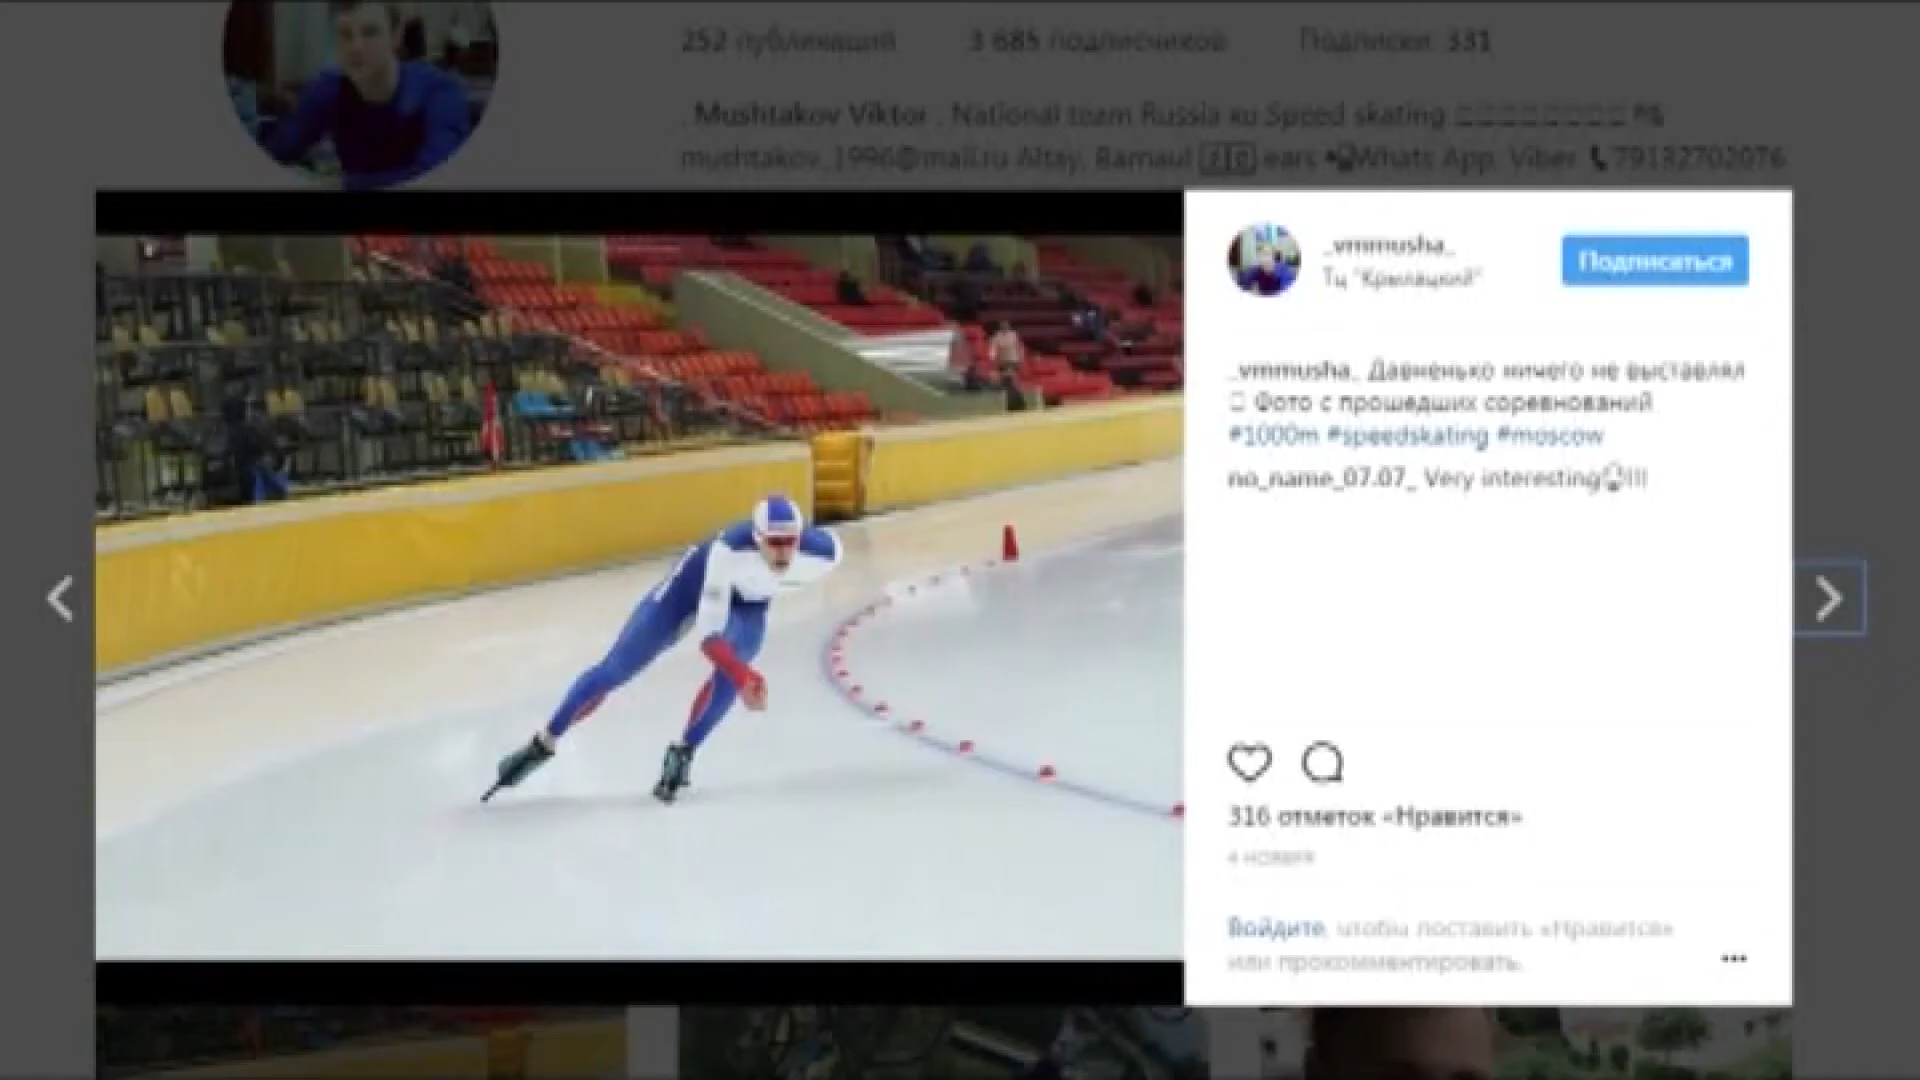 252 публикаций 3 685 подписчиков Подписки: 331
. Mushtakov Viktor . National team Russia ru Speed skating
mushtakov_1996@mail.ru Altay, Barnaul ears Whats App, Viber 79132702076
_vmmusha_
Тц "Крылацкий"
Подписаться
_vmmusha_ Давненько ничего не выставлял
Фото с прошедших соревнований
#1000m #speedskating #moscow
no_name_07.07_ Very interesting!!!
316 отметок «Нравится»
4 НОЯБРЯ
Войдите, чтобы поставить «Нравится»
или прокомментировать.